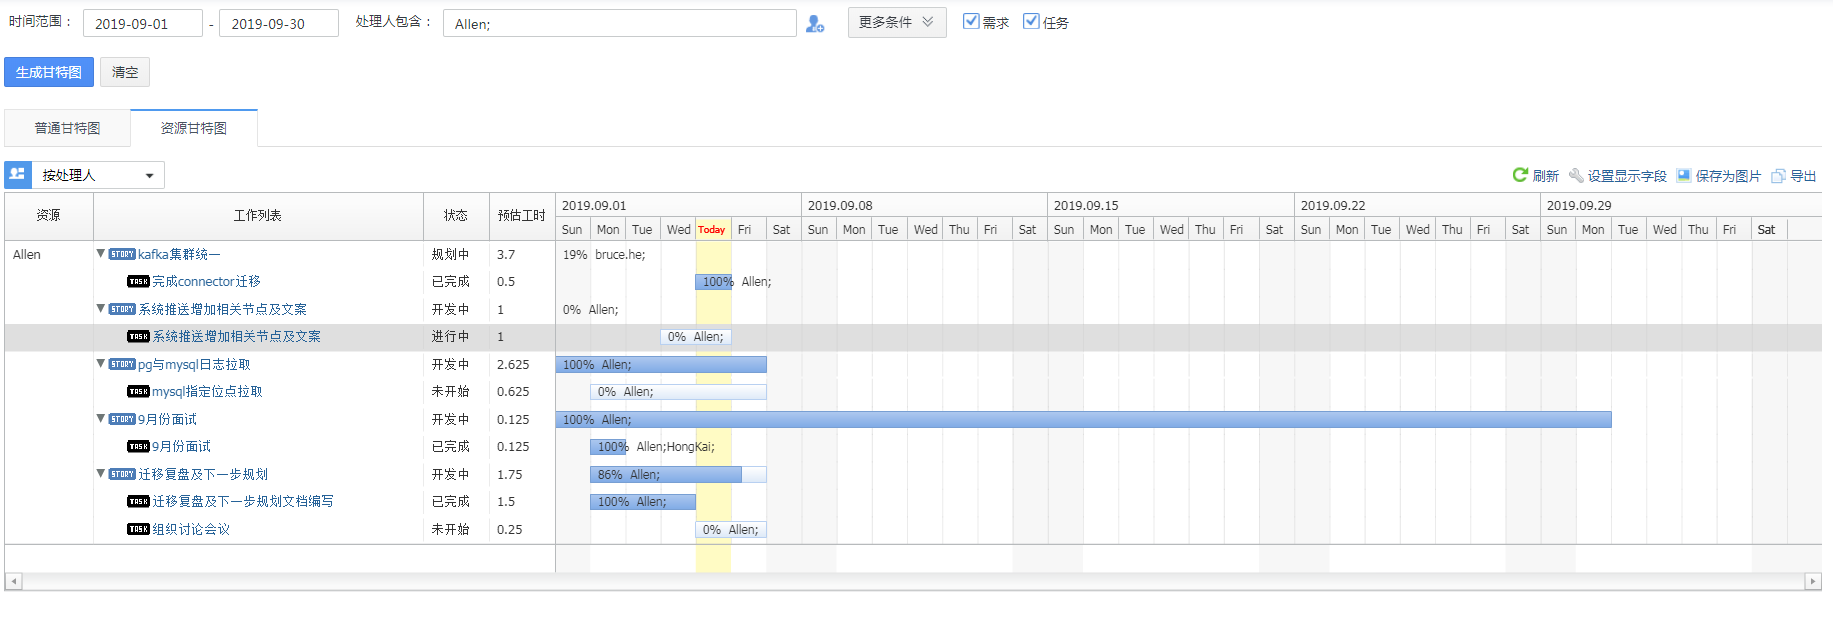 时间范围： 2019-09-01 - 2019-09-30 处理人包含： Allen; 更多条件 需求 任务
生成甘特图 清空
普通甘特图 资源甘特图
按处理人 刷新 设置显示字段 保存为图片 导出
资源 工作列表 状态 预估工时 2019.09.01 2019.09.08 2019.09.15 2019.09.22 2019.09.29
Sun Mon Tue Wed Today Fri Sat Sun Mon Tue Wed Thu Fri Sat Sun Mon Tue Wed Thu Fri Sat Sun Mon Tue Wed Thu Fri Sat Sun Mon Tue Wed Thu Fri Sat
Allen STORY kafka集群统一 规划中 3.7 19% bruce.he;
TASK 完成connector迁移 已完成 0.5 100% Allen;
STORY 系统推送增加相关节点及文案 开发中 1 0% Allen;
TASK 系统推送增加相关节点及文案 进行中 1 0% Allen;
STORY pg与mysql日志拉取 开发中 2.625 100% Allen;
TASK mysql指定位点拉取 未开始 0.625 0% Allen;
STORY 9月份面试 开发中 0.125 100% Allen;
TASK 9月份面试 已完成 0.125 100% Allen;HongKai;
STORY 迁移复盘及下一步规划 开发中 1.75 86% Allen;
TASK 迁移复盘及下一步规划文档编写 已完成 1.5 100% Allen;
TASK 组织讨论会议 未开始 0.25 0% Allen;